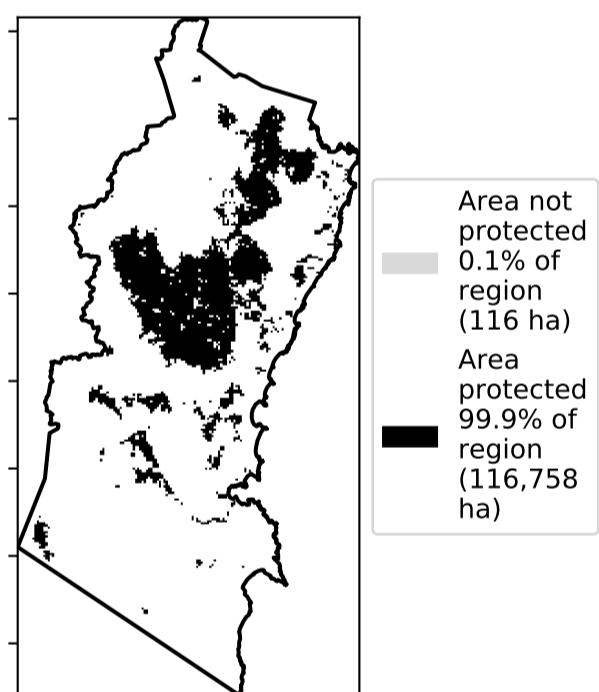 Area not
protected
0.1% of
region
(116 ha)
Area
protected
99.9% of
region
(116,758
ha)